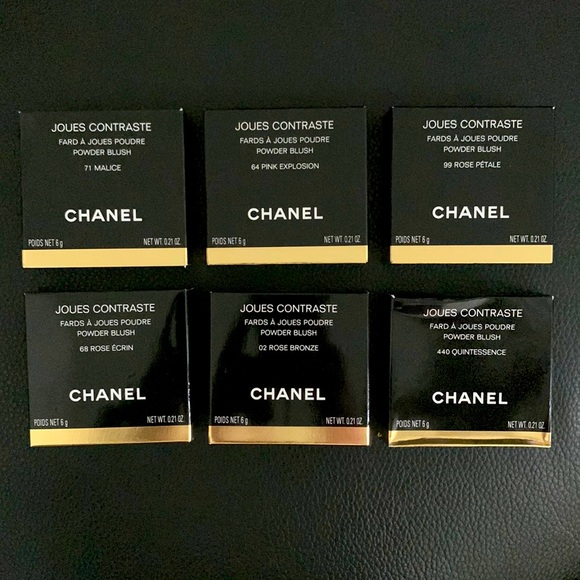 JOUES CONTRASTE
FARD À JOUES POUDRE
POWDER BLUSH
71 MALICE
CHANEL
POIDS NET 6 g NET WT. 0.21 OZ.
JOUES CONTRASTE
FARDS À JOUES POUDRE
POWDER BLUSH
64 PINK EXPLOSION
CHANEL
POIDS NET 6 g NET WT. 0.21 OZ.
JOUES CONTRASTE
FARDS À JOUES POUDRE
POWDER BLUSH
99 ROSE PÉTALE
CHANEL
POIDS NET 6 g NET WT. 0.21 OZ.
JOUES CONTRASTE
FARDS À JOUES POUDRE
POWDER BLUSH
68 ROSE ÉCRIN
CHANEL
POIDS NET 6 g NET WT. 0.21 OZ.
JOUES CONTRASTE
FARDS À JOUES POUDRE
POWDER BLUSH
02 ROSE BRONZE
CHANEL
POIDS NET 6 g NET WT. 0.21 OZ.
JOUES CONTRASTE
FARD À JOUES POUDRE
POWDER BLUSH
440 QUINTESSENCE
CHANEL
POIDS NET 6 g NET WT. 0.21 OZ.